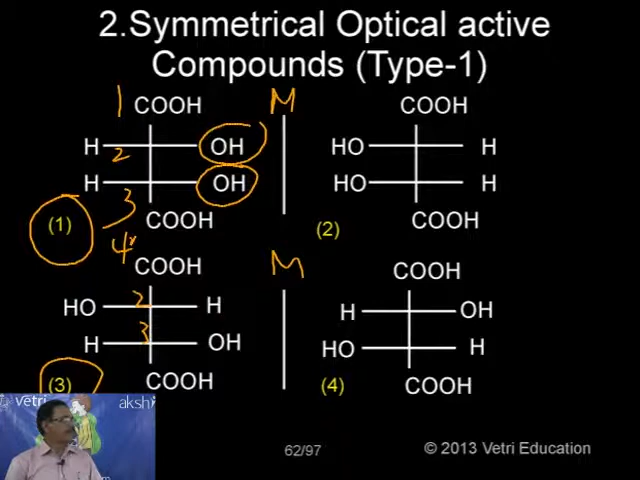 2.Symmetrical Optical active
Compounds (Type-1)
1 COOH M COOH
H 2 OH HO H
H 3 OH HO H
(1) COOH (2) COOH
4
COOH M COOH
HO 2 H H OH
H 3 OH HO H
(3) COOH (4) COOH
vetri akshi
62/97 © 2013 Vetri Education